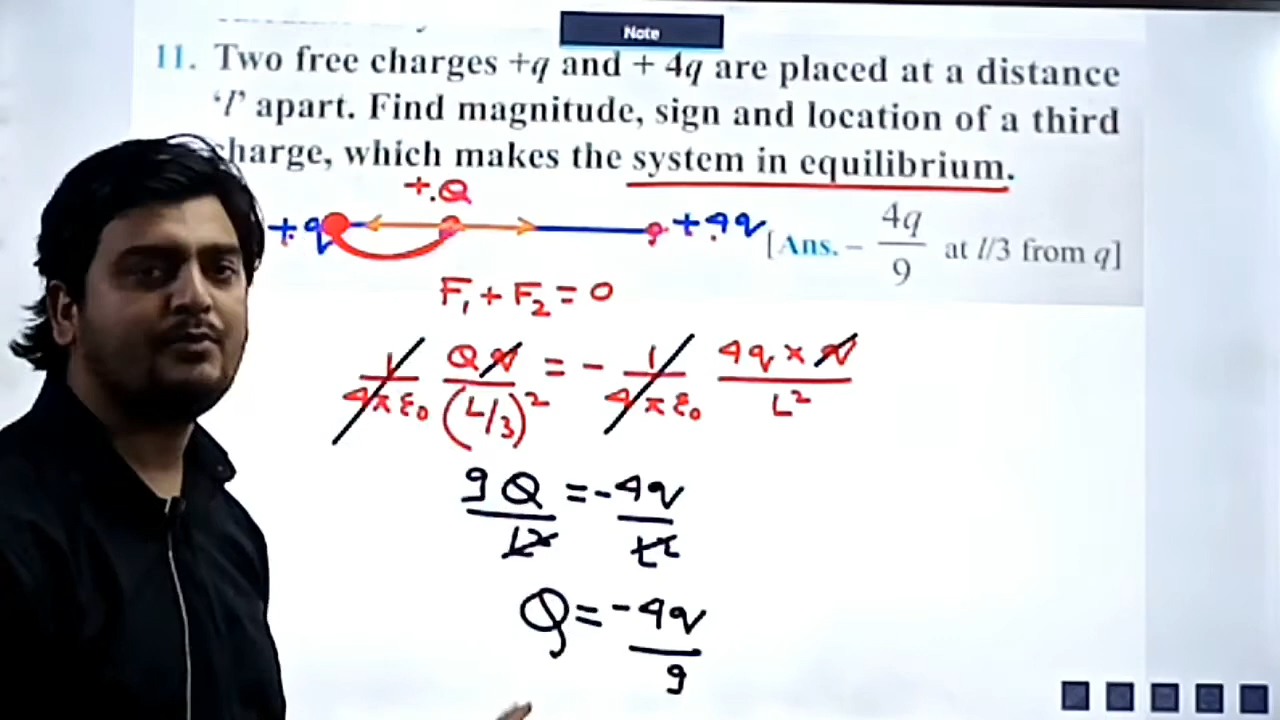 Note
11. Two free charges +q and + 4q are placed at a distance
‘l’ apart. Find magnitude, sign and location of a third
charge, which makes the system in equilibrium.
+Q
+q +4q
[Ans. – 4q/9 at l/3 from q]
F₁ + F₂ = 0
1/4πε₀ Qq/(L/3)² = - 1/4πε₀ 4q × q/L²
9Q/L² = -4q/L²
Q = -4q/9